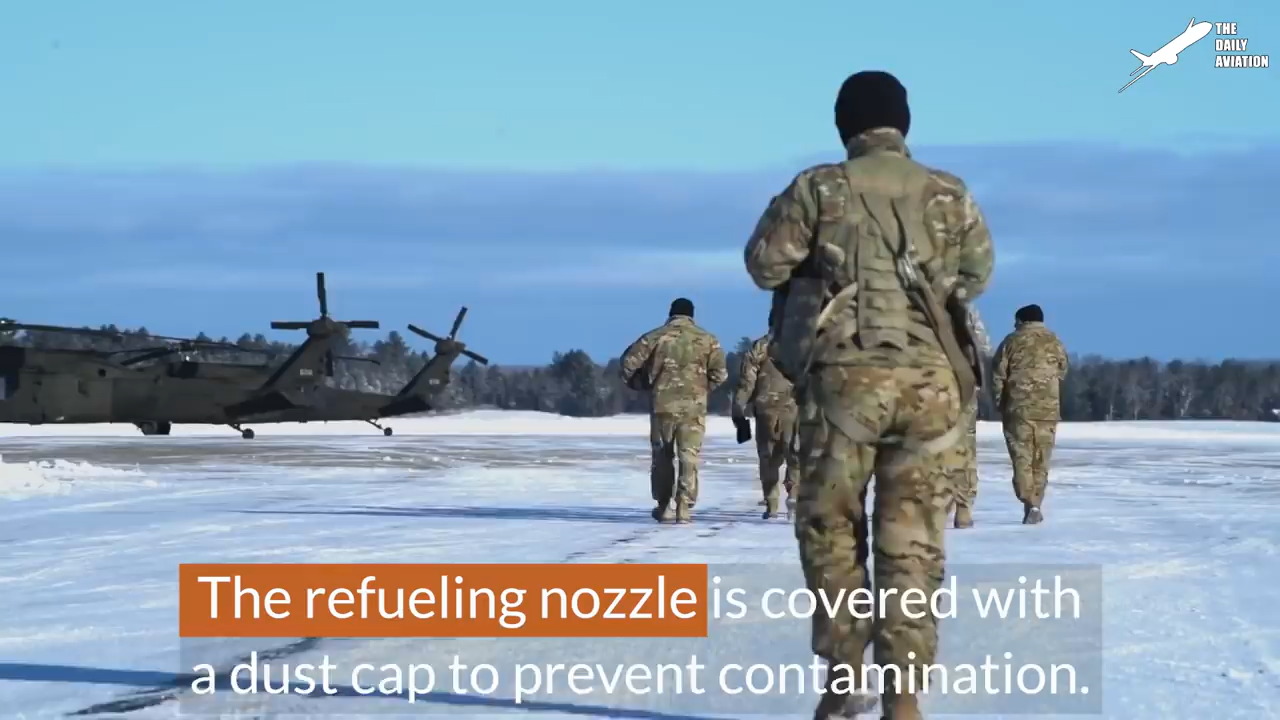 THE
DAILY
AVIATION
The refueling nozzle is covered with
a dust cap to prevent contamination.